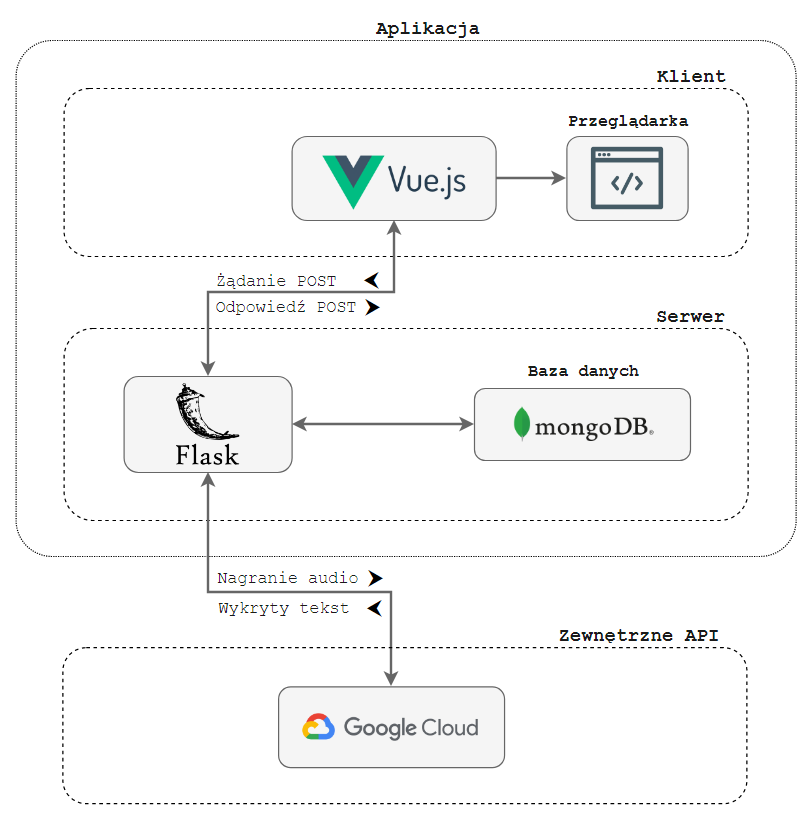 Aplikacja
Klient
Przeglądarka
Vue.js
</>
Żądanie POST
Odpowiedź POST
Serwer
Baza danych
Flask
mongoDB®
Nagranie audio
Wykryty tekst
Zewnętrzne API
Google Cloud